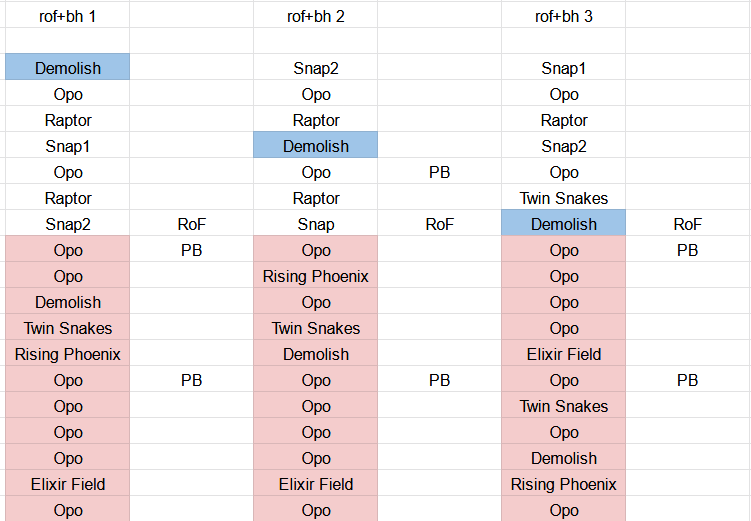 rof+bh 1 rof+bh 2 rof+bh 3
Demolish Snap2 Snap1
Opo Opo Opo
Raptor Raptor Raptor
Snap1 Demolish Snap2
Opo Opo PB Opo
Raptor Raptor Twin Snakes
Snap2 RoF Snap RoF Demolish RoF
Opo PB Opo Opo PB
Opo Rising Phoenix Opo
Demolish Opo Opo
Twin Snakes Twin Snakes Opo
Rising Phoenix Demolish Elixir Field
Opo PB Opo PB Opo PB
Opo Opo Twin Snakes
Opo Opo Opo
Opo Opo Demolish
Elixir Field Elixir Field Rising Phoenix
Opo Opo Opo